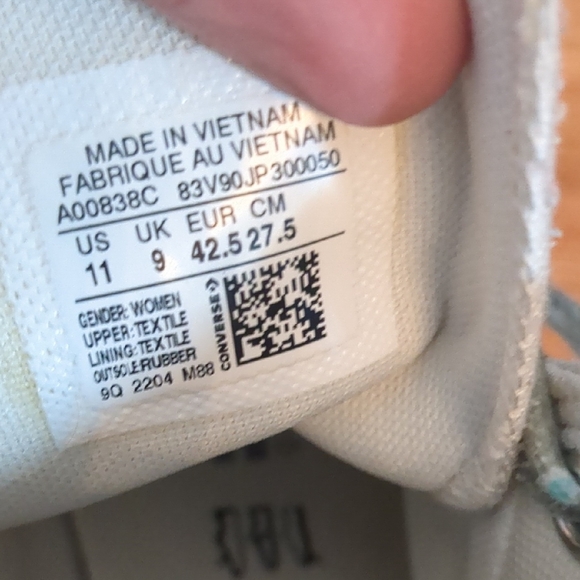 MADE IN VIETNAM
FABRIQUE AU VIETNAM
A00838C 83V90JP300050
US UK EUR CM
11 9 42.5 27.5
GENDER: WOMEN
UPPER: TEXTILE
LINING: TEXTILE
OUTSOLE: RUBBER
9Q 2204 M88
CONVERSE